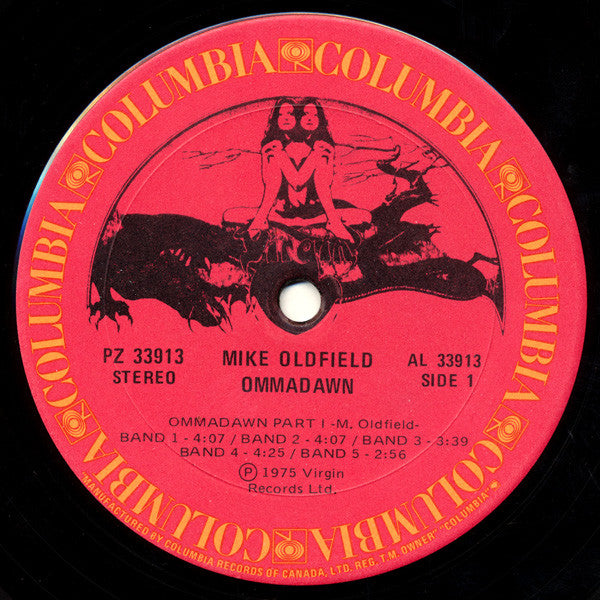 COLUMBIA COLUMBIA COLUMBIA COLUMBIA COLUMBIA COLUMBIA COLUMBIA COLUMBIA
PZ 33913 MIKE OLDFIELD AL 33913
STEREO OMMADAWN SIDE 1
OMMADAWN PART I -M. Oldfield-
BAND 1 - 4:07 / BAND 2 - 4:07 / BAND 3 - 3:39
BAND 4 - 4:25 / BAND 5 - 2:56
Ⓟ 1975 Virgin
Records Ltd.
MANUFACTURED BY COLUMBIA RECORDS OF CANADA, LTD. REG. T.M. OWNER "COLUMBIA"